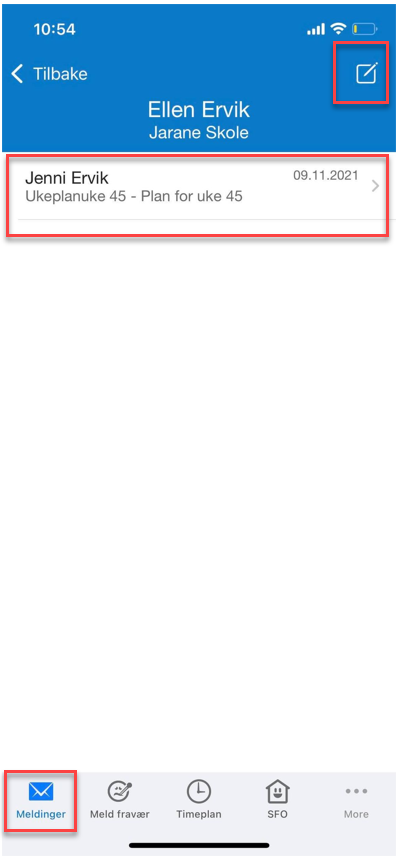 10:54
Tilbake
Ellen Ervik
Jarane Skole
Jenni Ervik 09.11.2021
Ukeplanuke 45 - Plan for uke 45
Meldinger Meld fravær Timeplan SFO More